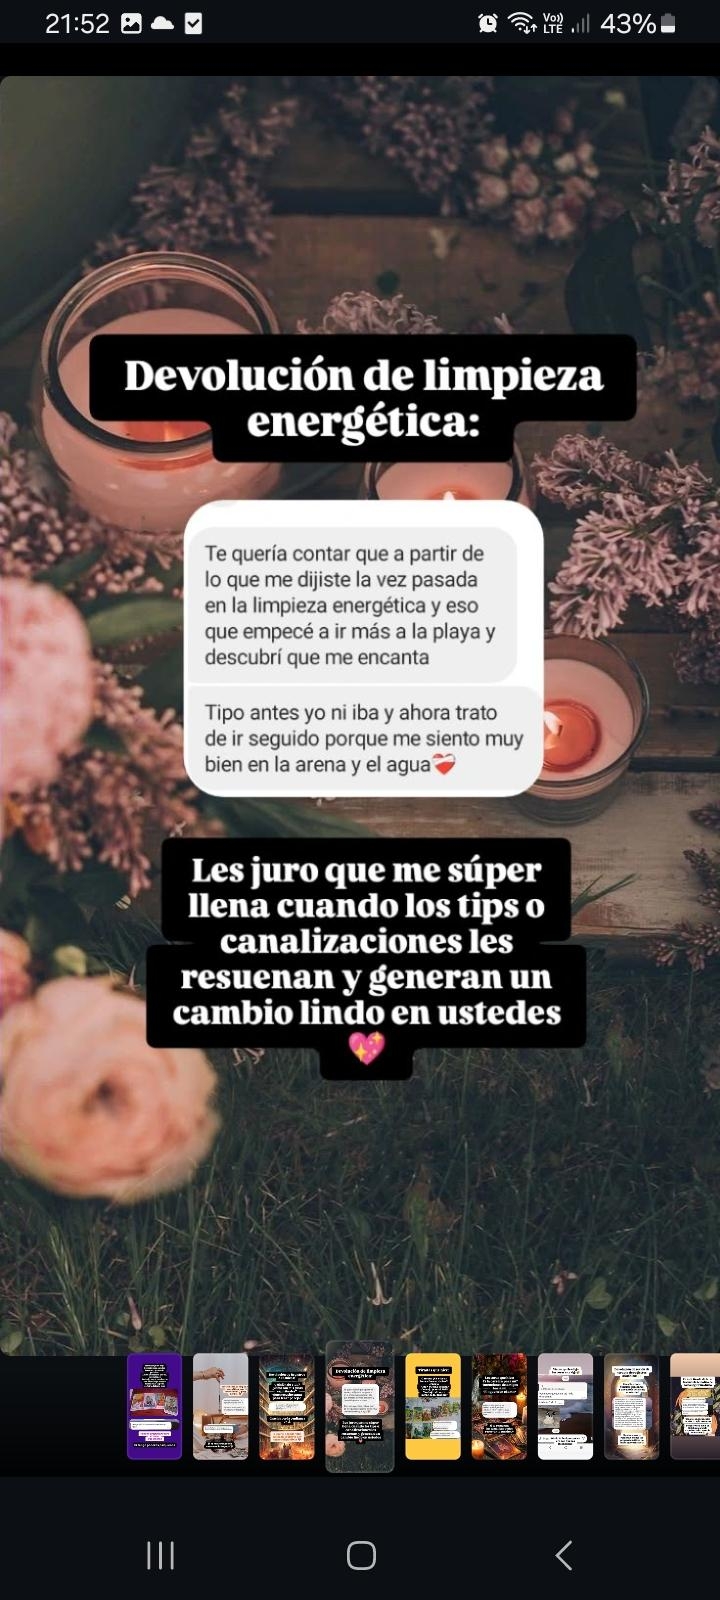 21:52
Vo))
LTE
43%
Devolución de limpieza
energética:
Te quería contar que a partir de
lo que me dijiste la vez pasada
en la limpieza energética y eso
que empecé a ir más a la playa y
descubrí que me encanta
Tipo antes yo ni iba y ahora trato
de ir seguido porque me siento muy
bien en la arena y el agua❤️‍🩹
Les juro que me súper
llena cuando los tips o
canalizaciones les
resuenan y generan un
cambio lindo en ustedes
💖